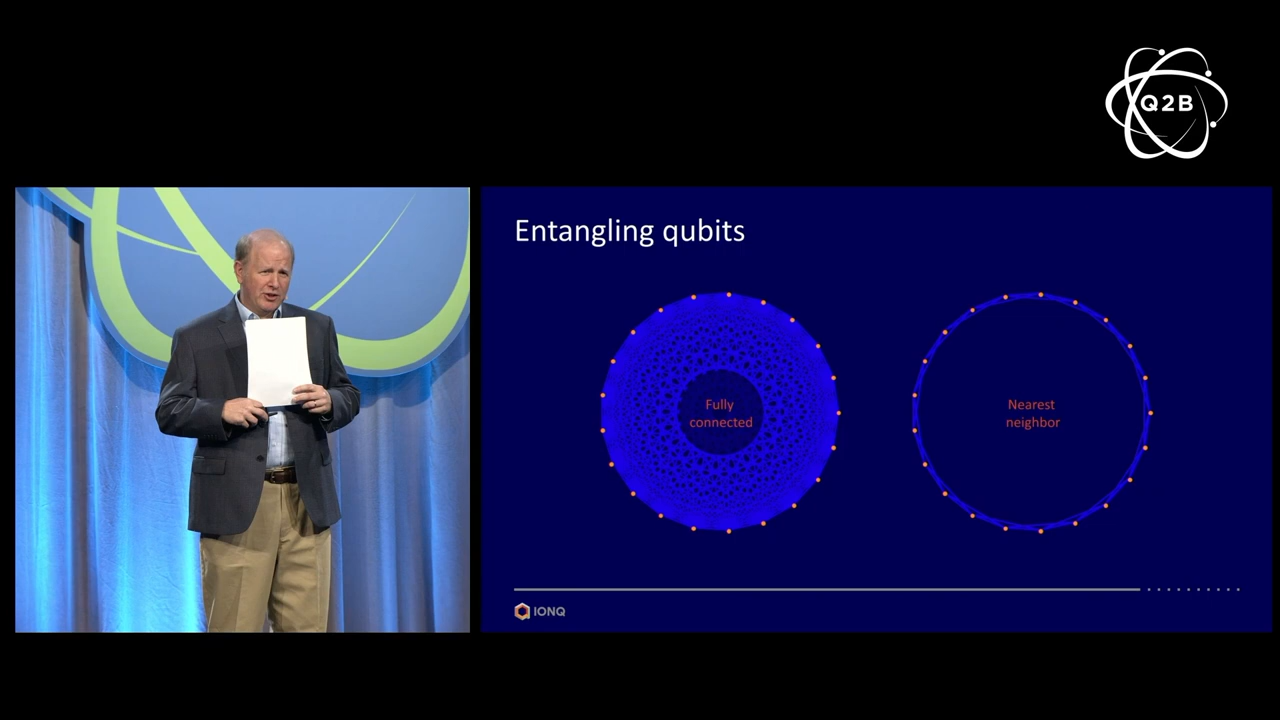 Q2B
Entangling qubits
Fully
connected
Nearest
neighbor
IONQ